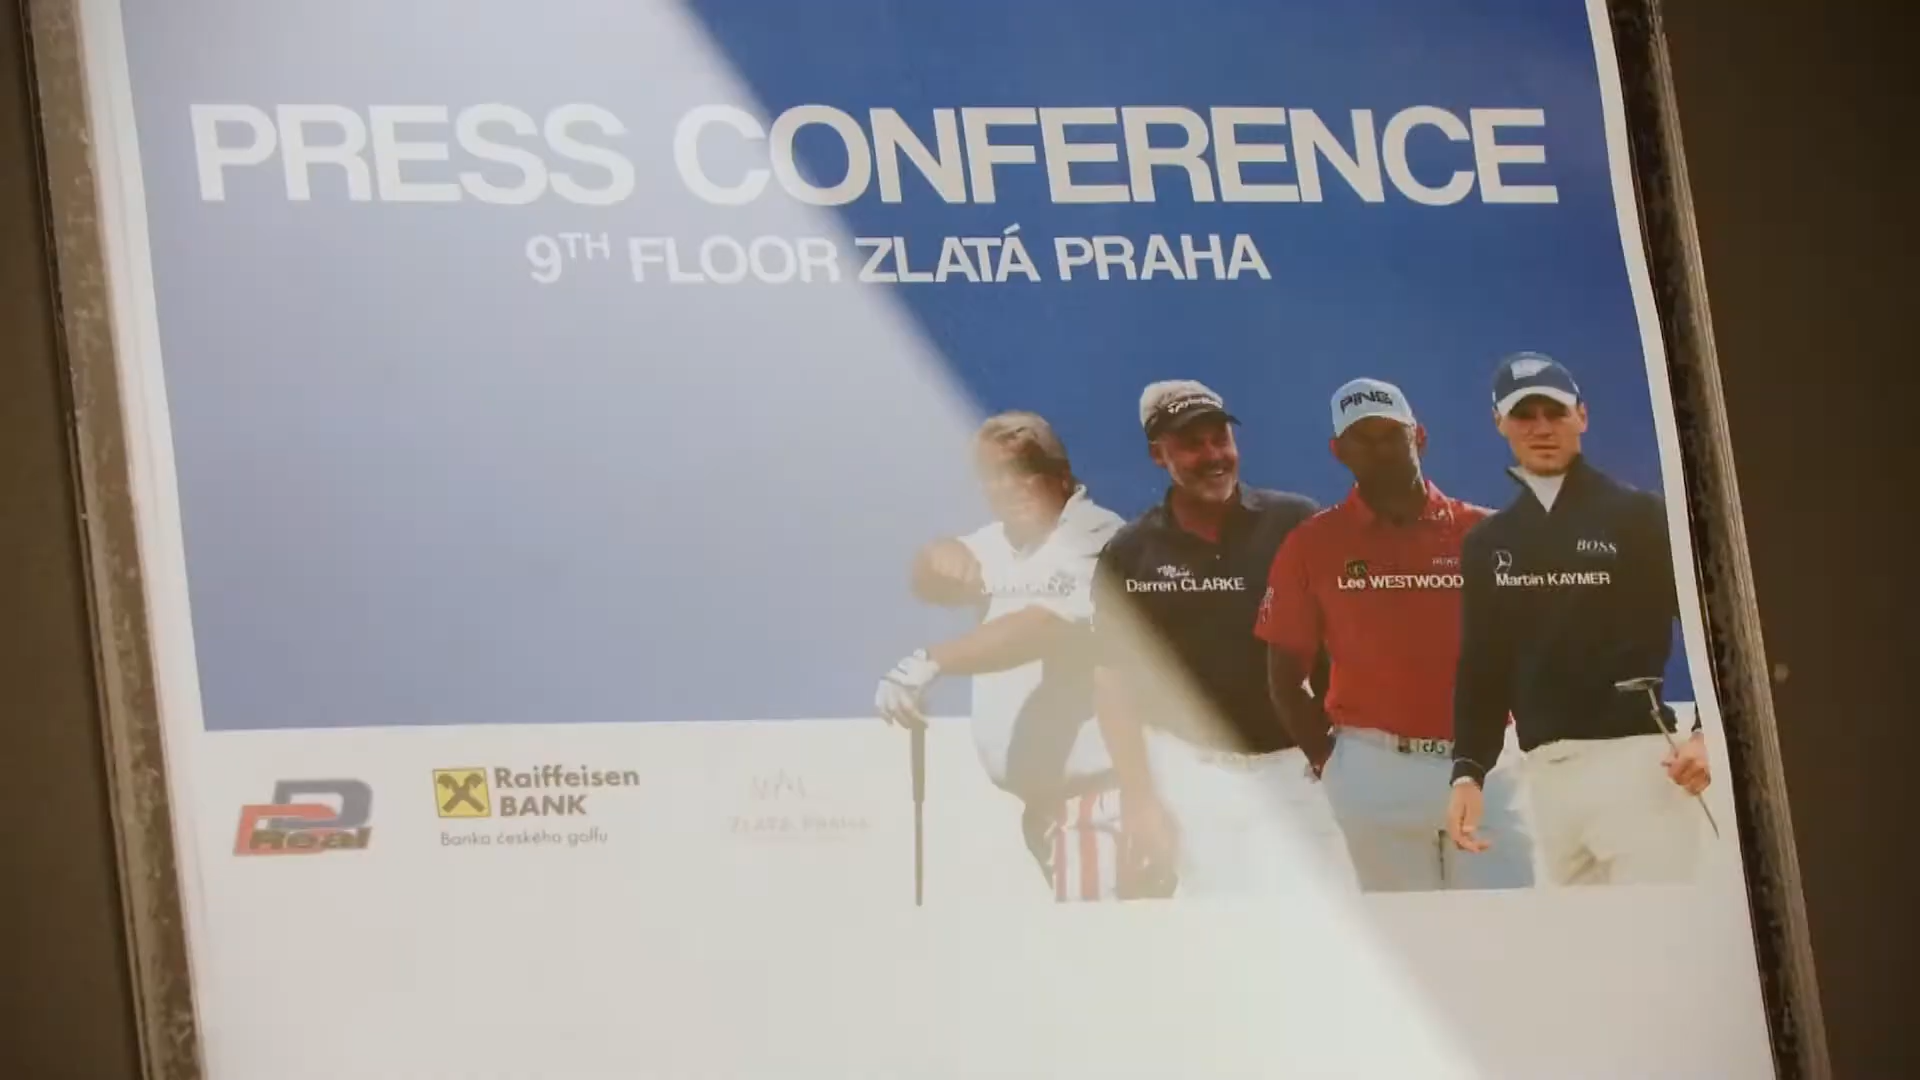 PRESS CONFERENCE
9TH FLOOR ZLATÁ PRAHA
TaylorMade
PING
BOSS
Darren CLARKE
Lee WESTWOOD
Martin KAYMER
Real
Raiffeisen
BANK
Banka českého golfu
ZLATÁ PRAHA